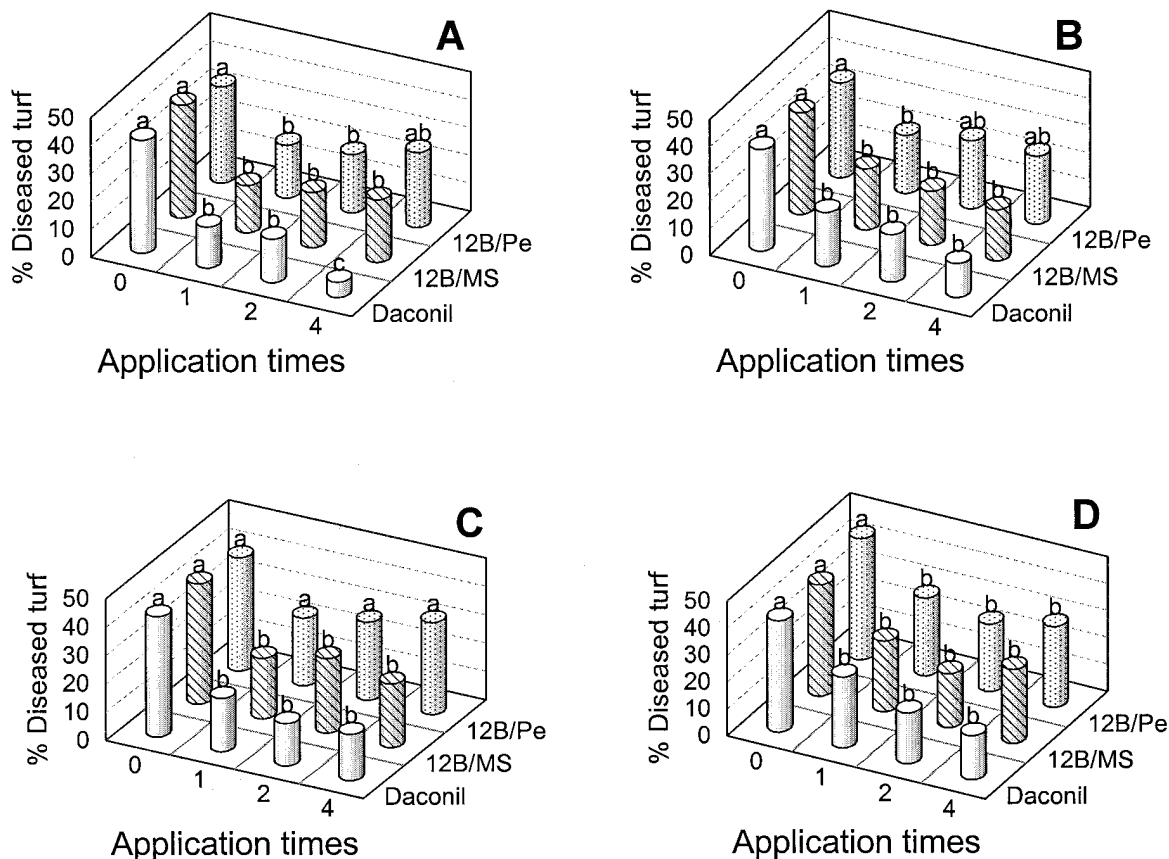 A
% Diseased turf
50
40
30
20
10
0
a a a
b b b
b b b
c b ab
0 1 2 4
12B/Pe
12B/MS
Daconil
Application times
B
% Diseased turf
50
40
30
20
10
0
a a a
b b b
b b ab
b b ab
0 1 2 4
12B/Pe
12B/MS
Daconil
Application times
C
% Diseased turf
50
40
30
20
10
0
a a a
b b a
b b a
b b a
0 1 2 4
12B/Pe
12B/MS
Daconil
Application times
D
% Diseased turf
50
40
30
20
10
0
a a a
b b b
b b b
b b b
0 1 2 4
12B/Pe
12B/MS
Daconil
Application times